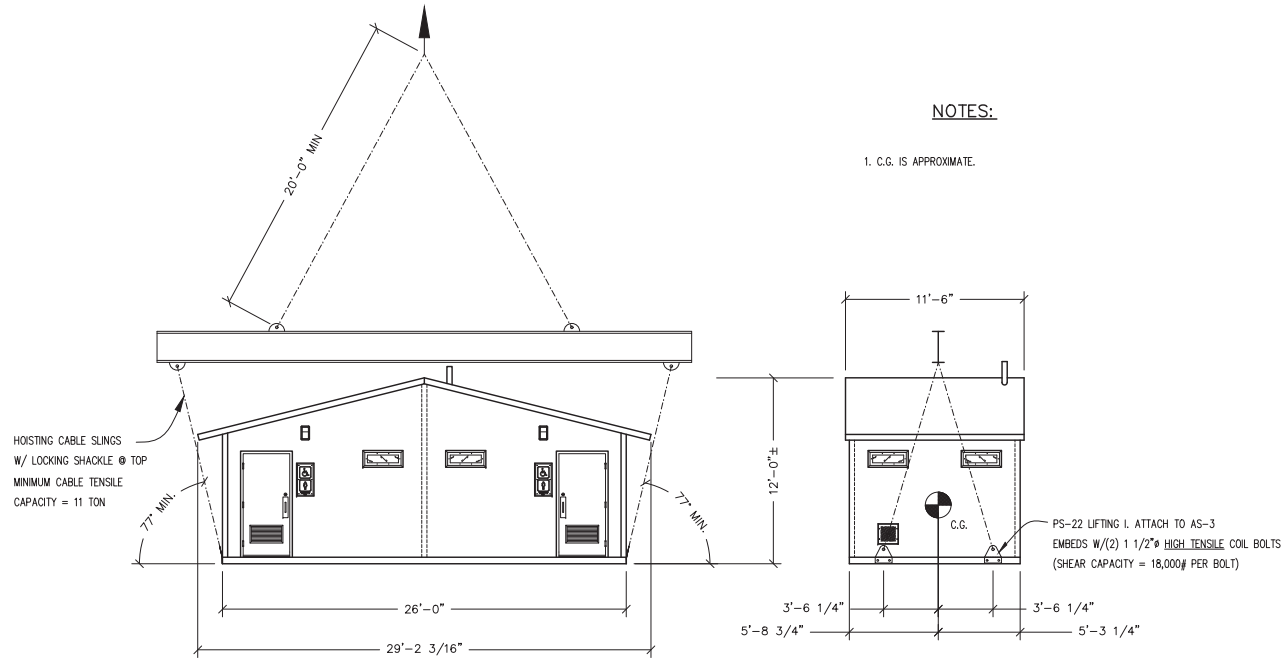 20'-0" MIN
NOTES:
1. C.G. IS APPROXIMATE.
11'-6"
HOISTING CABLE SLINGS
W/ LOCKING SHACKLE @ TOP
MINIMUM CABLE TENSILE
CAPACITY = 11 TON
77° MIN.
77° MIN.
12'-0"±
C.G.
PS-22 LIFTING I. ATTACH TO AS-3
EMBEDS W/(2) 1 1/2"ø HIGH TENSILE COIL BOLTS
(SHEAR CAPACITY = 18,000# PER BOLT)
26'-0"
3'-6 1/4"
3'-6 1/4"
5'-8 3/4"
5'-3 1/4"
29'-2 3/16"